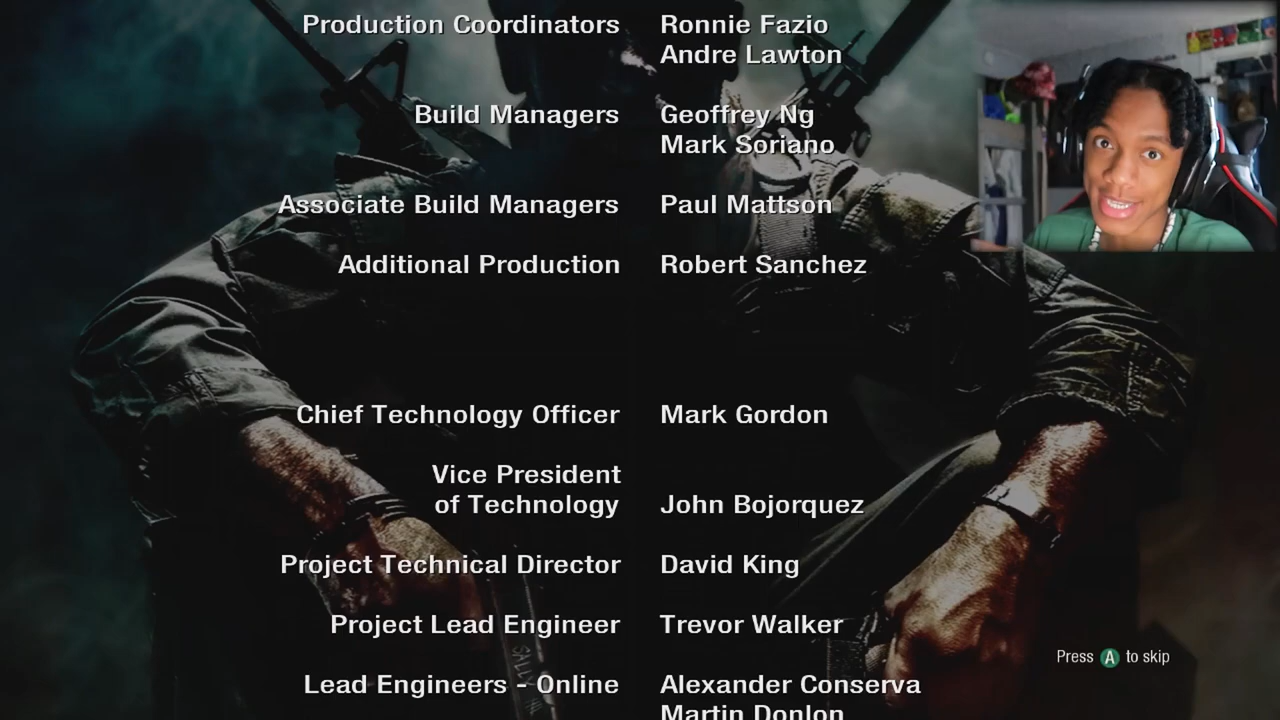 Production Coordinators Ronnie Fazio
Andre Lawton
Build Managers Geoffrey Ng
Mark Soriano
Associate Build Managers Paul Mattson
Additional Production Robert Sanchez
Chief Technology Officer Mark Gordon
Vice President
of Technology John Bojorquez
Project Technical Director David King
Project Lead Engineer Trevor Walker
Press A to skip
Lead Engineers - Online Alexander Conserva
Martin Donlon
SALLY